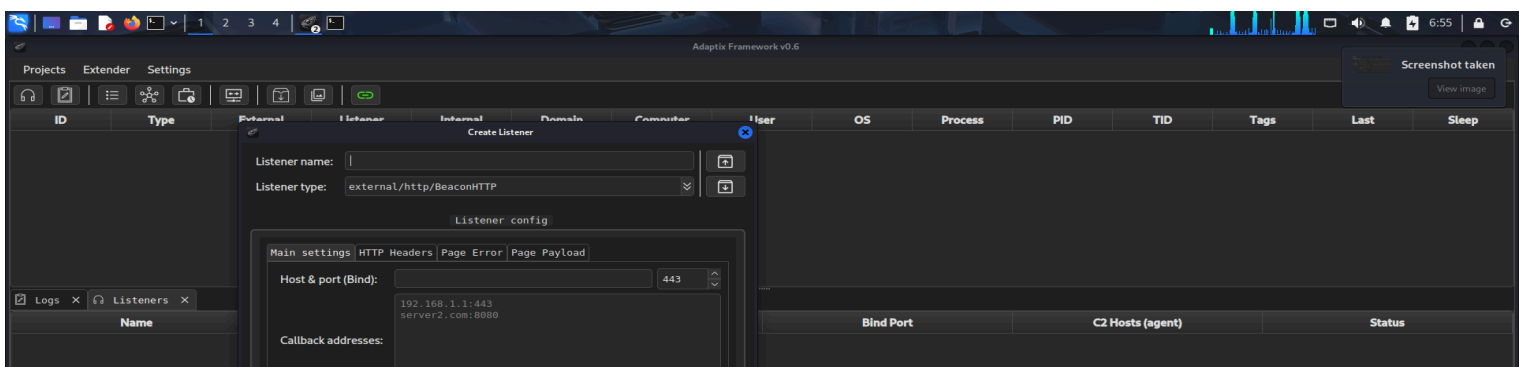 1 2 3 4 2 6:55
Adaptix Framework v0.6
Projects Extender Settings
Screenshot taken
View image
ID Type External Listener Internal Domain Computer User OS Process PID TID Tags Last Sleep
Create Listener
Listener name:
Listener type: external/http/BeaconHTTP
Listener config
Main settings HTTP Headers Page Error Page Payload
Host & port (Bind): 443
192.168.1.1:443
server2.com:8080
Callback addresses:
Logs Listeners
Name Bind Port C2 Hosts (agent) Status